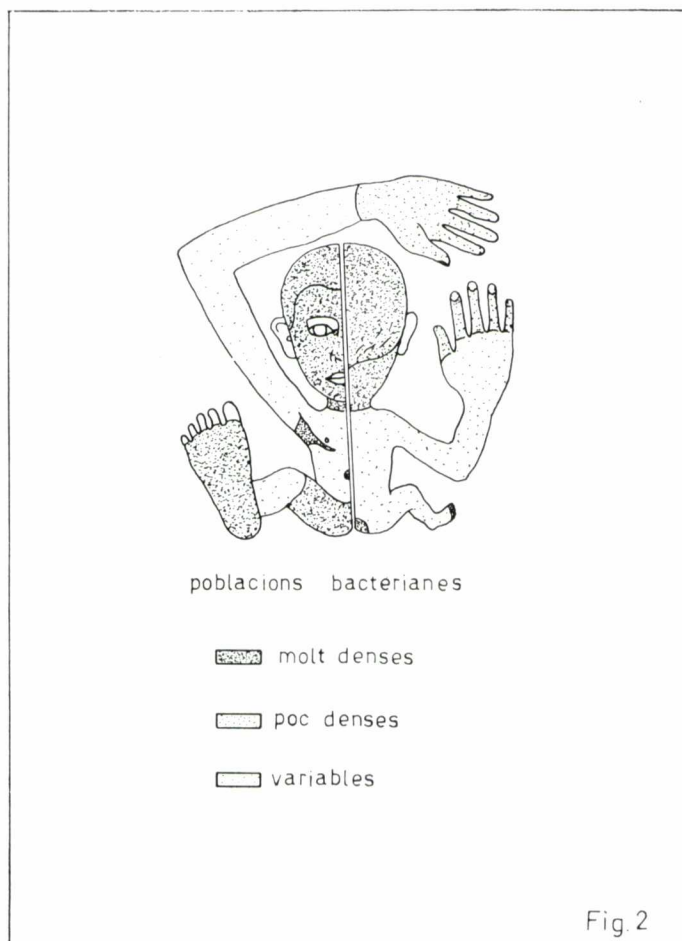 poblacions bacterianes
molt denses
poc denses
variables
Fig.2